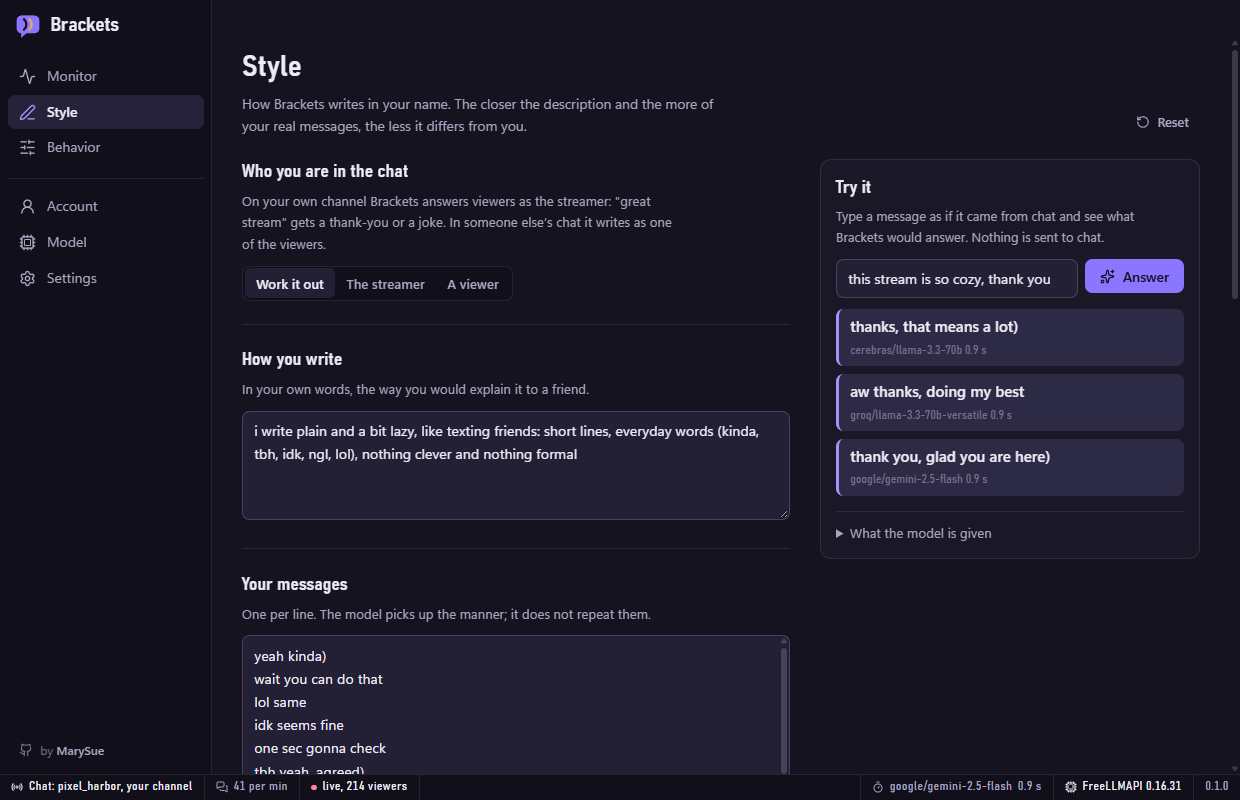 Brackets
Monitor
Style
Behavior
Account
Model
Settings
by MarySue
Style
How Brackets writes in your name. The closer the description and the more of
your real messages, the less it differs from you.
Reset
Who you are in the chat
On your own channel Brackets answers viewers as the streamer: "great
stream" gets a thank-you or a joke. In someone else's chat it writes as one
of the viewers.
Work it out The streamer A viewer
How you write
In your own words, the way you would explain it to a friend.
i write plain and a bit lazy, like texting friends: short lines, everyday words (kinda,
tbh, idk, ngl, lol), nothing clever and nothing formal
Your messages
One per line. The model picks up the manner; it does not repeat them.
yeah kinda)
wait you can do that
lol same
idk seems fine
one sec gonna check
tbh yeah, agreed)
Try it
Type a message as if it came from chat and see what
Brackets would answer. Nothing is sent to chat.
this stream is so cozy, thank you Answer
thanks, that means a lot)
cerebras/llama-3.3-70b 0.9 s
aw thanks, doing my best
groq/llama-3.3-70b-versatile 0.9 s
thank you, glad you are here)
google/gemini-2.5-flash 0.9 s
What the model is given
Chat: pixel_harbor, your channel 41 per min live, 214 viewers google/gemini-2.5-flash 0.9 s FreeLLMAPI 0.16.31 0.1.0